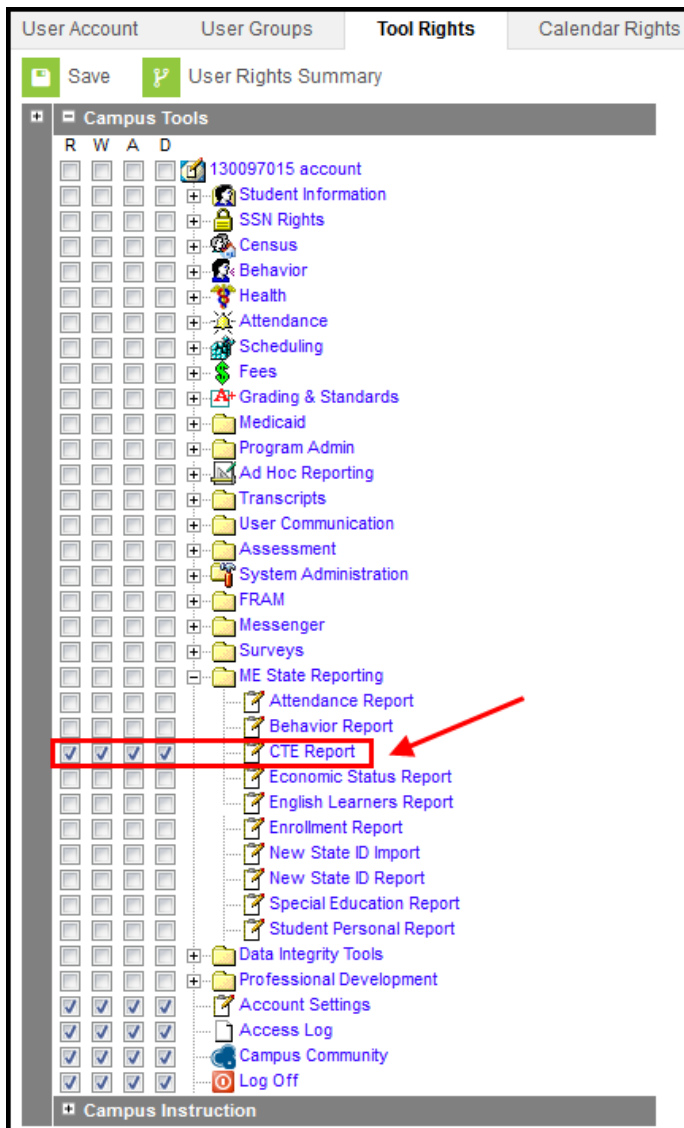 User Account User Groups Tool Rights Calendar Rights
Save User Rights Summary
Campus Tools
R W A D
130097015 account
Student Information
SSN Rights
Census
Behavior
Health
Attendance
Scheduling
Fees
A+ Grading & Standards
Medicaid
Program Admin
Ad Hoc Reporting
Transcripts
User Communication
Assessment
System Administration
FRAM
Messenger
Surveys
ME State Reporting
Attendance Report
Behavior Report
CTE Report
Economic Status Report
English Learners Report
Enrollment Report
New State ID Import
New State ID Report
Special Education Report
Student Personal Report
Data Integrity Tools
Professional Development
Account Settings
Access Log
Campus Community
Log Off
Campus Instruction